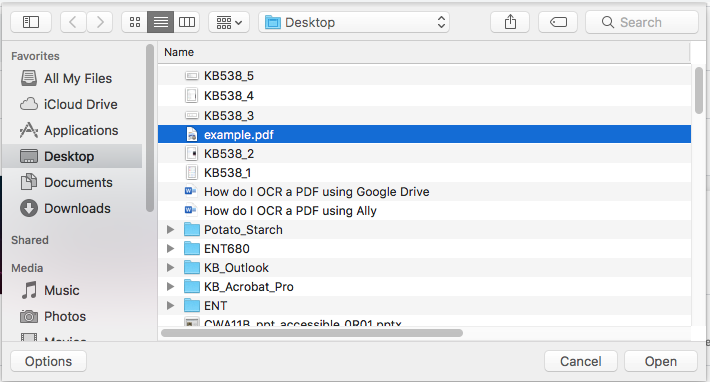 Desktop
Search
Favorites
All My Files
iCloud Drive
Applications
Desktop
Documents
Downloads
Shared
Media
Music
Photos
Movies
Name
KB538_5
KB538_4
KB538_3
example.pdf
KB538_2
KB538_1
How do I OCR a PDF using Google Drive
How do I OCR a PDF using Ally
Potato_Starch
ENT680
KB_Outlook
KB_Acrobat_Pro
ENT
CWA11B_ppt_accessible_0R01.pptx
Options
Cancel
Open